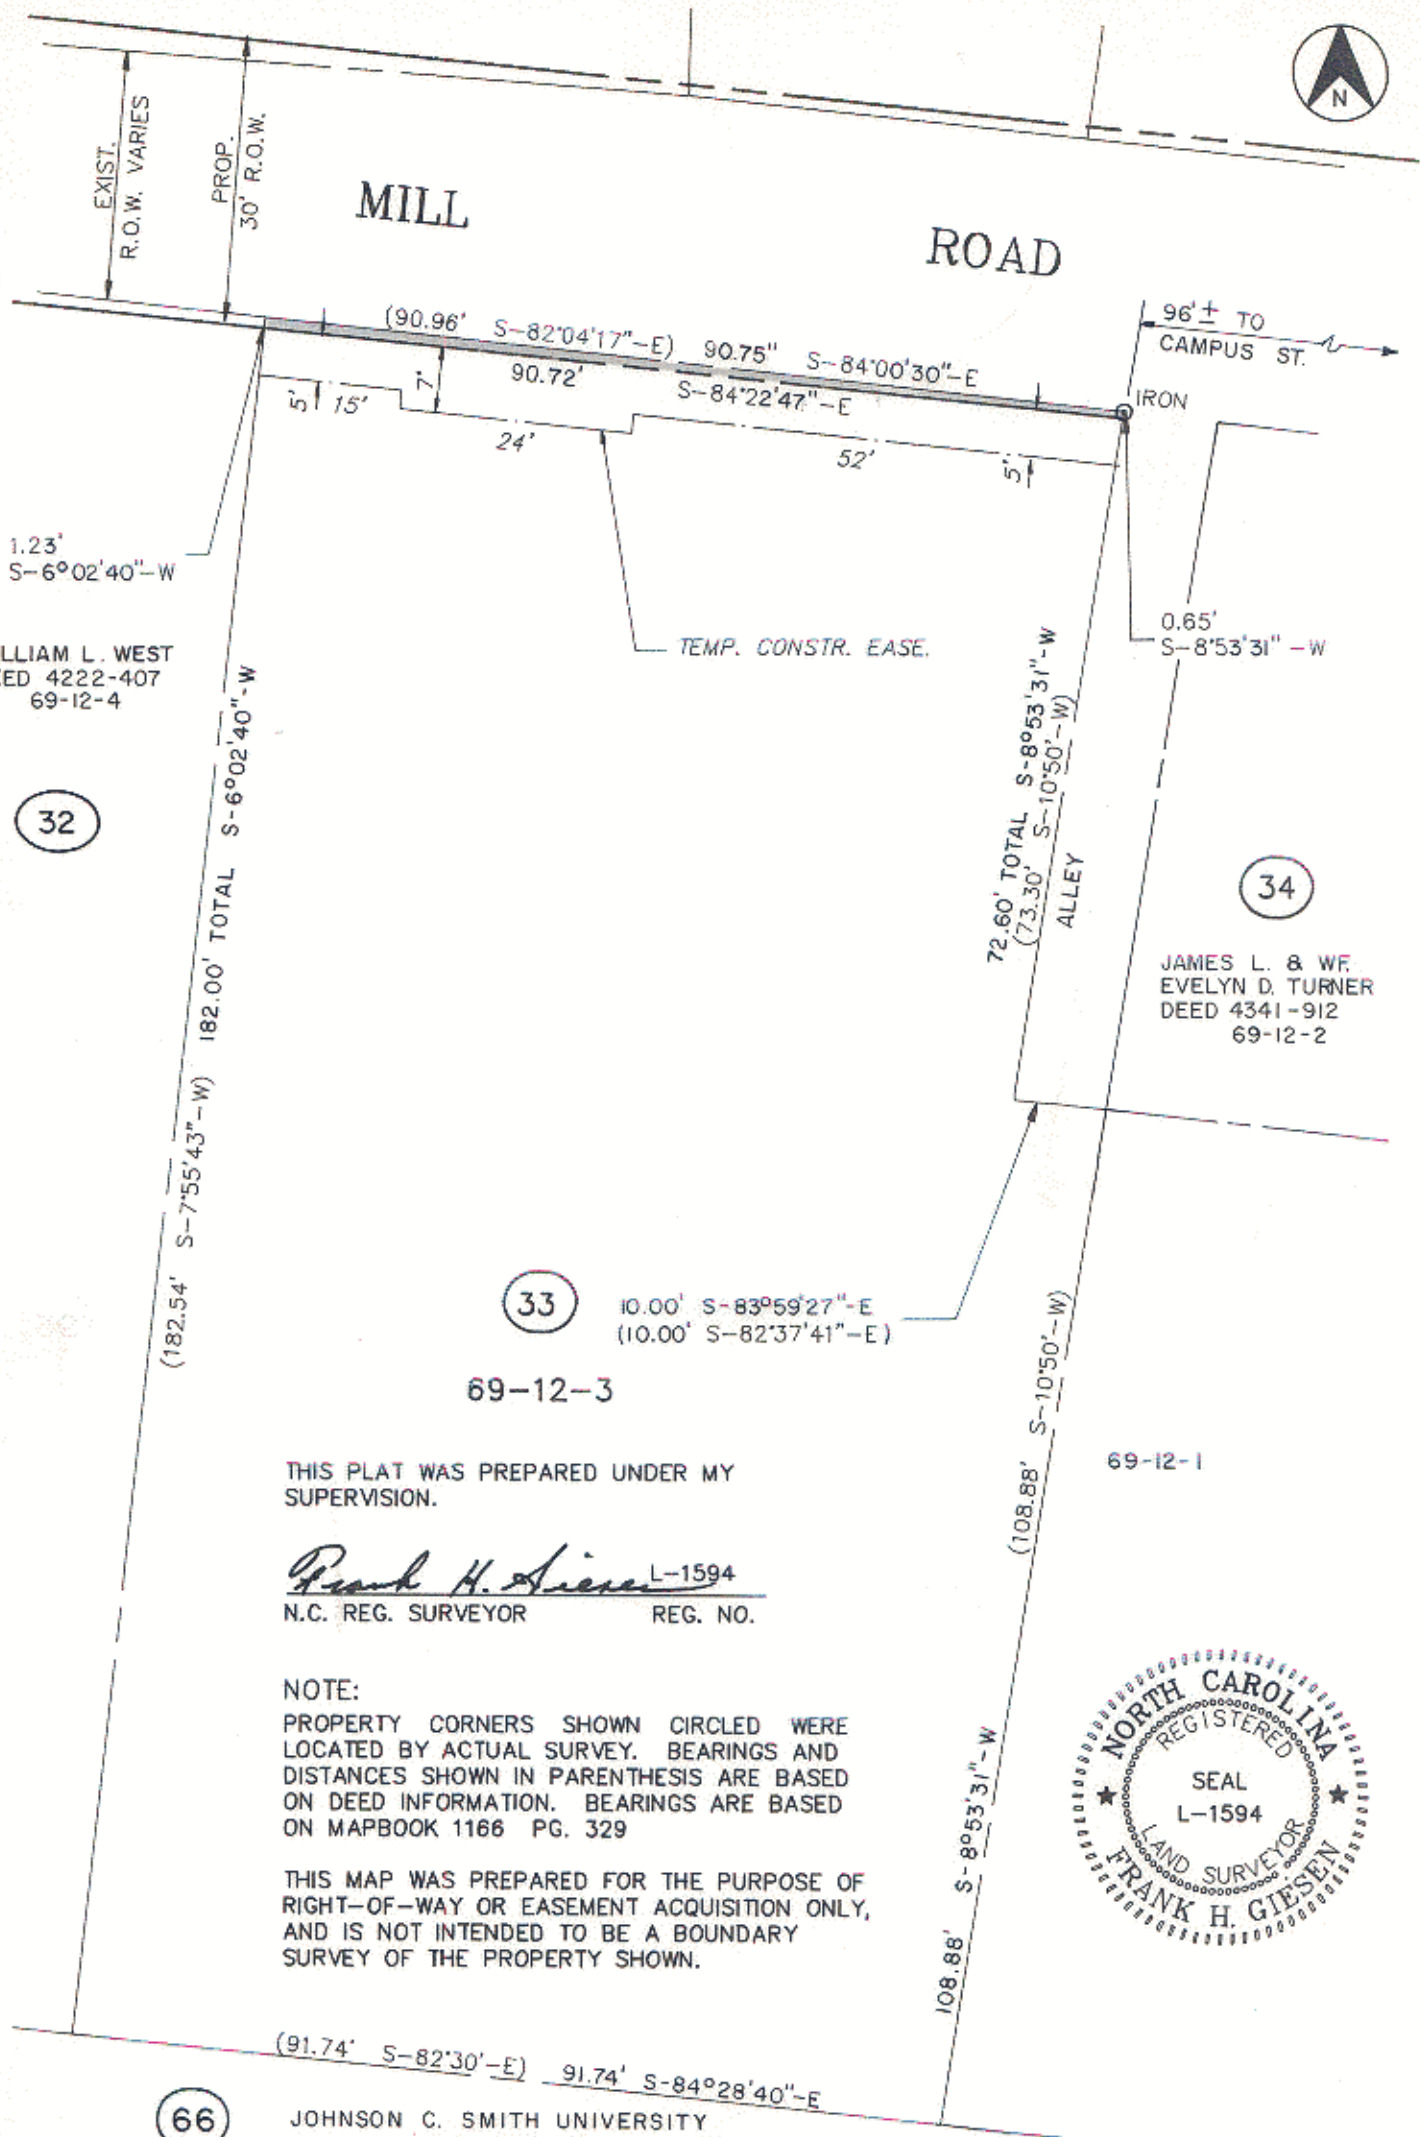 N
EXIST.
R.O.W. VARIES
PROP.
30' R.O.W.
MILL ROAD
96'± TO
CAMPUS ST.
(90.96' S-82°04'17"-E) 90.75" S-84°00'30"-E
90.72' S-84°22'47"-E
IRON
5' 15'
7'
24'
52'
5'
1.23'
S-6°02'40"-W
0.65'
S-8°53'31"-W
TEMP. CONSTR. EASE.
LLIAM L. WEST
ED 4222-407
69-12-4
32
(182.54' S-7°55'43"-W) 182.00' TOTAL S-6°02'40"-W
72.60' TOTAL S-8°53'31"-W
(73.30' S-10°50'-W)
ALLEY
34
JAMES L. & WF.
EVELYN D. TURNER
DEED 4341-912
69-12-2
33
10.00' S-83°59'27"-E
(10.00' S-82°37'41"-E)
69-12-3
69-12-1
108.88' S-8°53'31"-W (108.88' S-10°50'-W)
THIS PLAT WAS PREPARED UNDER MY
SUPERVISION.
Frank H. Giesen L-1594
N.C. REG. SURVEYOR REG. NO.
NOTE:
PROPERTY CORNERS SHOWN CIRCLED WERE
LOCATED BY ACTUAL SURVEY. BEARINGS AND
DISTANCES SHOWN IN PARENTHESIS ARE BASED
ON DEED INFORMATION. BEARINGS ARE BASED
ON MAPBOOK 1166 PG. 329
THIS MAP WAS PREPARED FOR THE PURPOSE OF
RIGHT-OF-WAY OR EASEMENT ACQUISITION ONLY,
AND IS NOT INTENDED TO BE A BOUNDARY
SURVEY OF THE PROPERTY SHOWN.
NORTH CAROLINA
REGISTERED
SEAL
L-1594
LAND SURVEYOR
FRANK H. GIESEN
(91.74' S-82°30'-E) 91.74' S-84°28'40"-E
66
JOHNSON C. SMITH UNIVERSITY